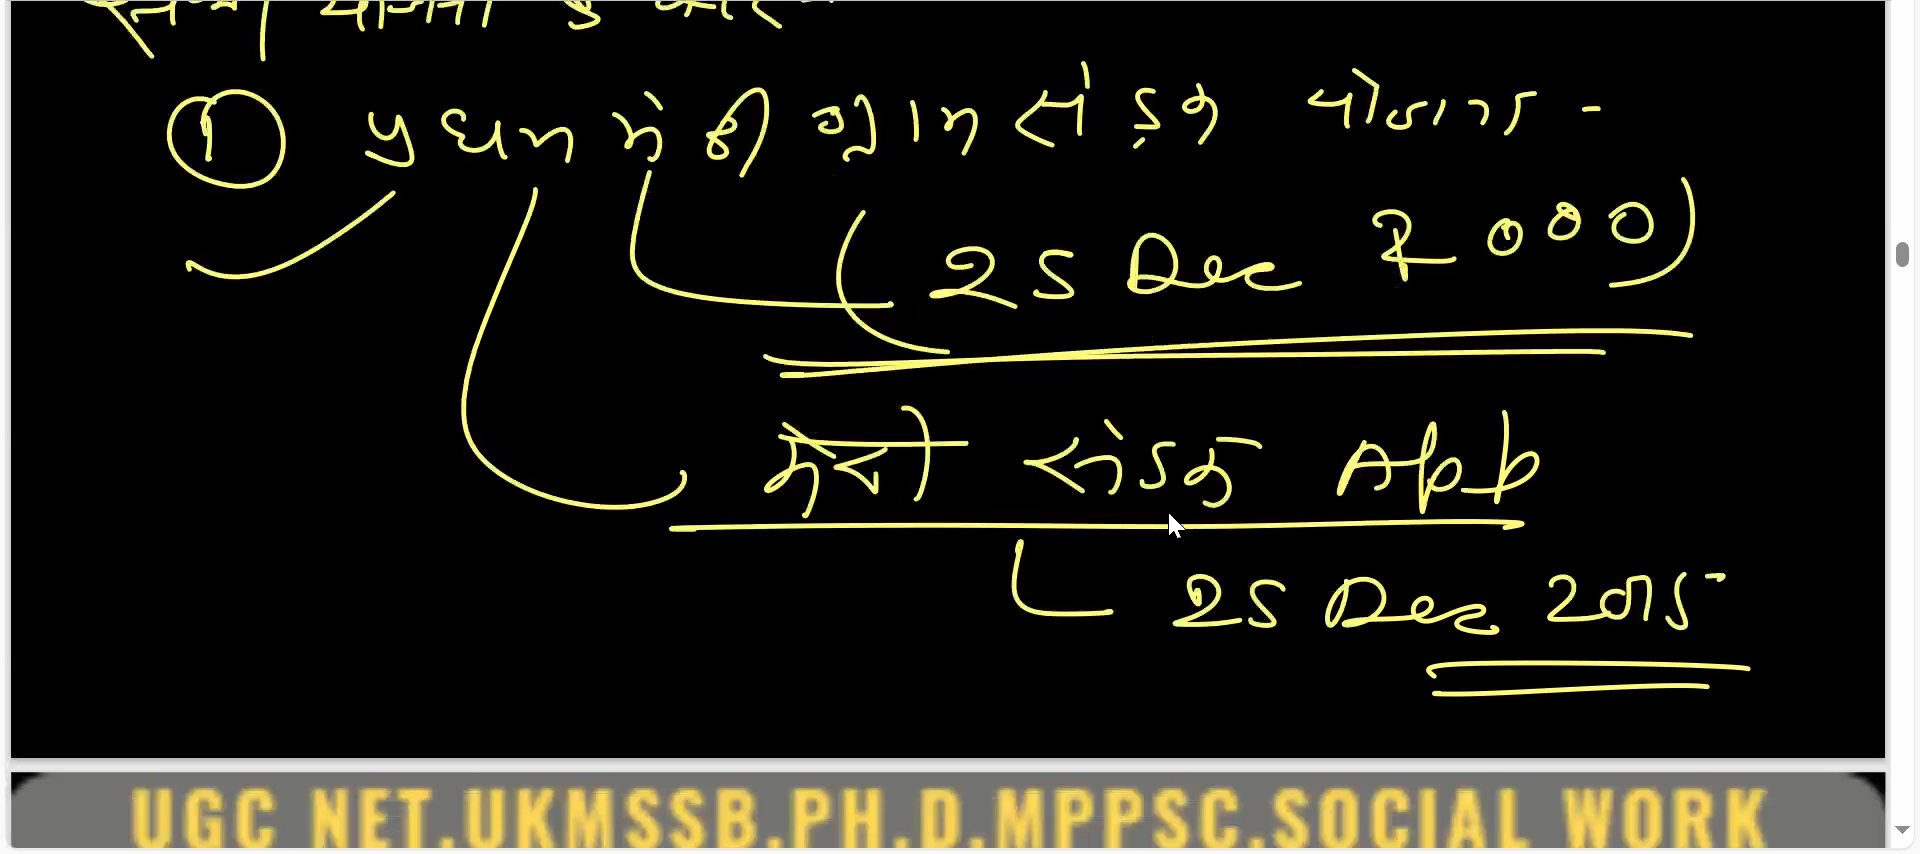 ① प्रधानमंत्री ग्राम सड़क योजना -
(25 Dec 2000)
मेरी सड़क App
25 Dec 2015
UGC NET.UKMSSB.PH.D.MPPSC.SOCIAL WORK